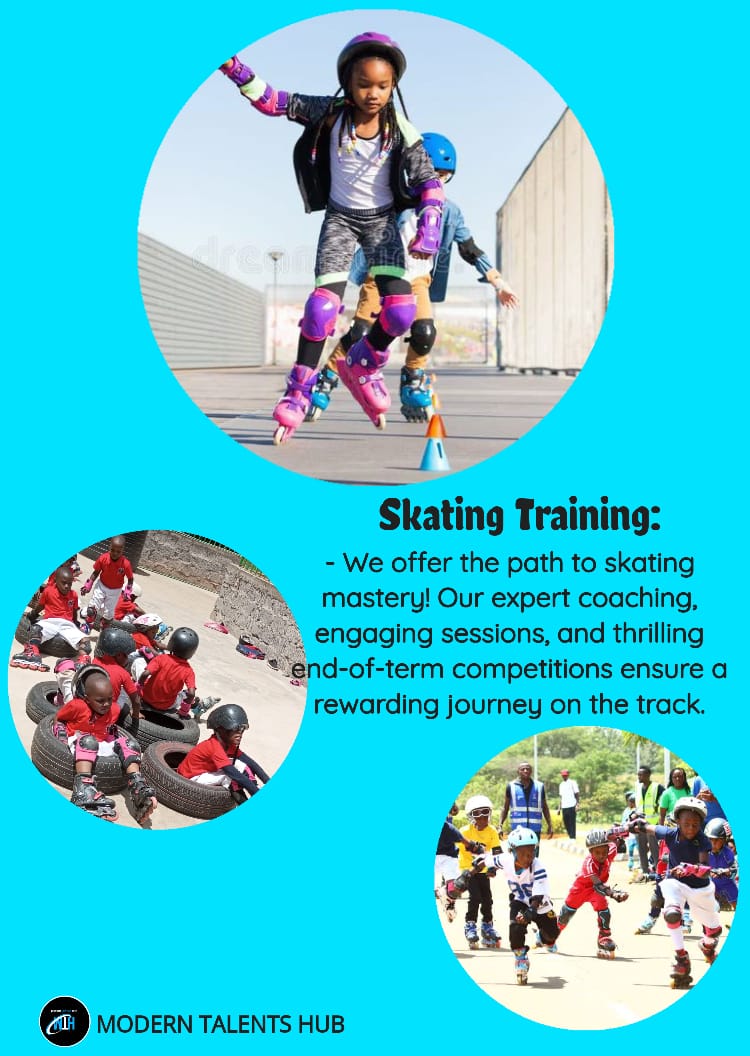 Skating Training:
- We offer the path to skating
mastery! Our expert coaching,
engaging sessions, and thrilling
end-of-term competitions ensure a
rewarding journey on the track.
MODERN TALENTS HUB